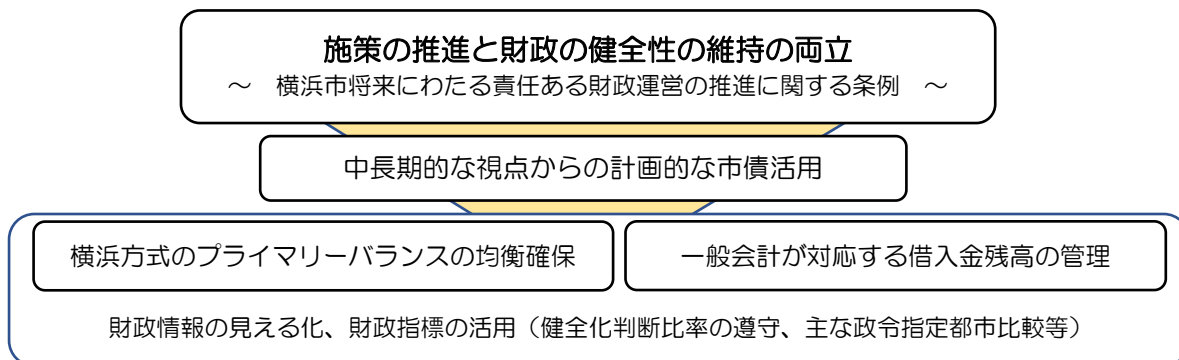 施策の推進と財政の健全性の維持の両立
～　横浜市将来にわたる責任ある財政運営の推進に関する条例　～
中長期的な視点からの計画的な市債活用
横浜方式のプライマリーバランスの均衡確保
一般会計が対応する借入金残高の管理
財政情報の見える化、財政指標の活用（健全化判断比率の遵守、主な政令指定都市比較等）